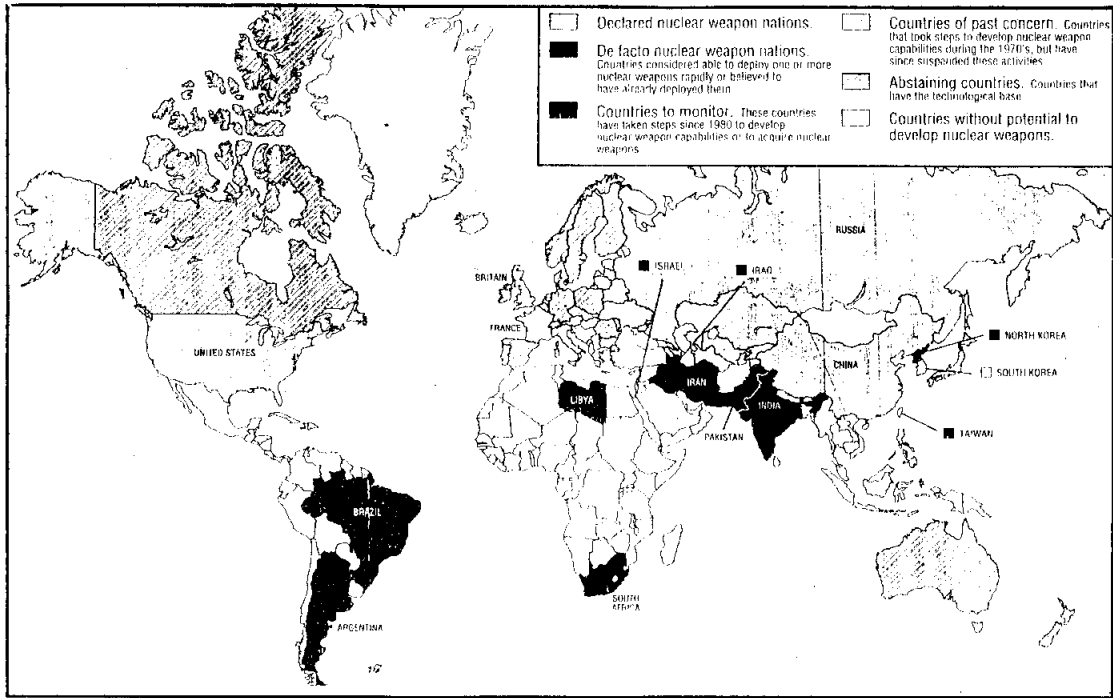 Declared nuclear weapon nations.
De facto nuclear weapon nations.
Countries considered able to deploy one or more
nuclear weapons rapidly or believed to
have already deployed them
Countries to monitor. These countries
have taken steps since 1980 to develop
nuclear weapon capabilities or to acquire nuclear
weapons
Countries of past concern. Countries
that took steps to develop nuclear weapon
capabilities during the 1970's, but have
since suspended these activities
Abstaining countries. Countries that
have the technological base
Countries without potential to
develop nuclear weapons.
RUSSIA
ISRAEL
IRAQ
BRITAIN
FRANCE
UNITED STATES
NORTH KOREA
SOUTH KOREA
CHINA
IRAN
LIBYA
INDIA
PAKISTAN
TAIWAN
BRAZIL
SOUTH
AFRICA
ARGENTINA